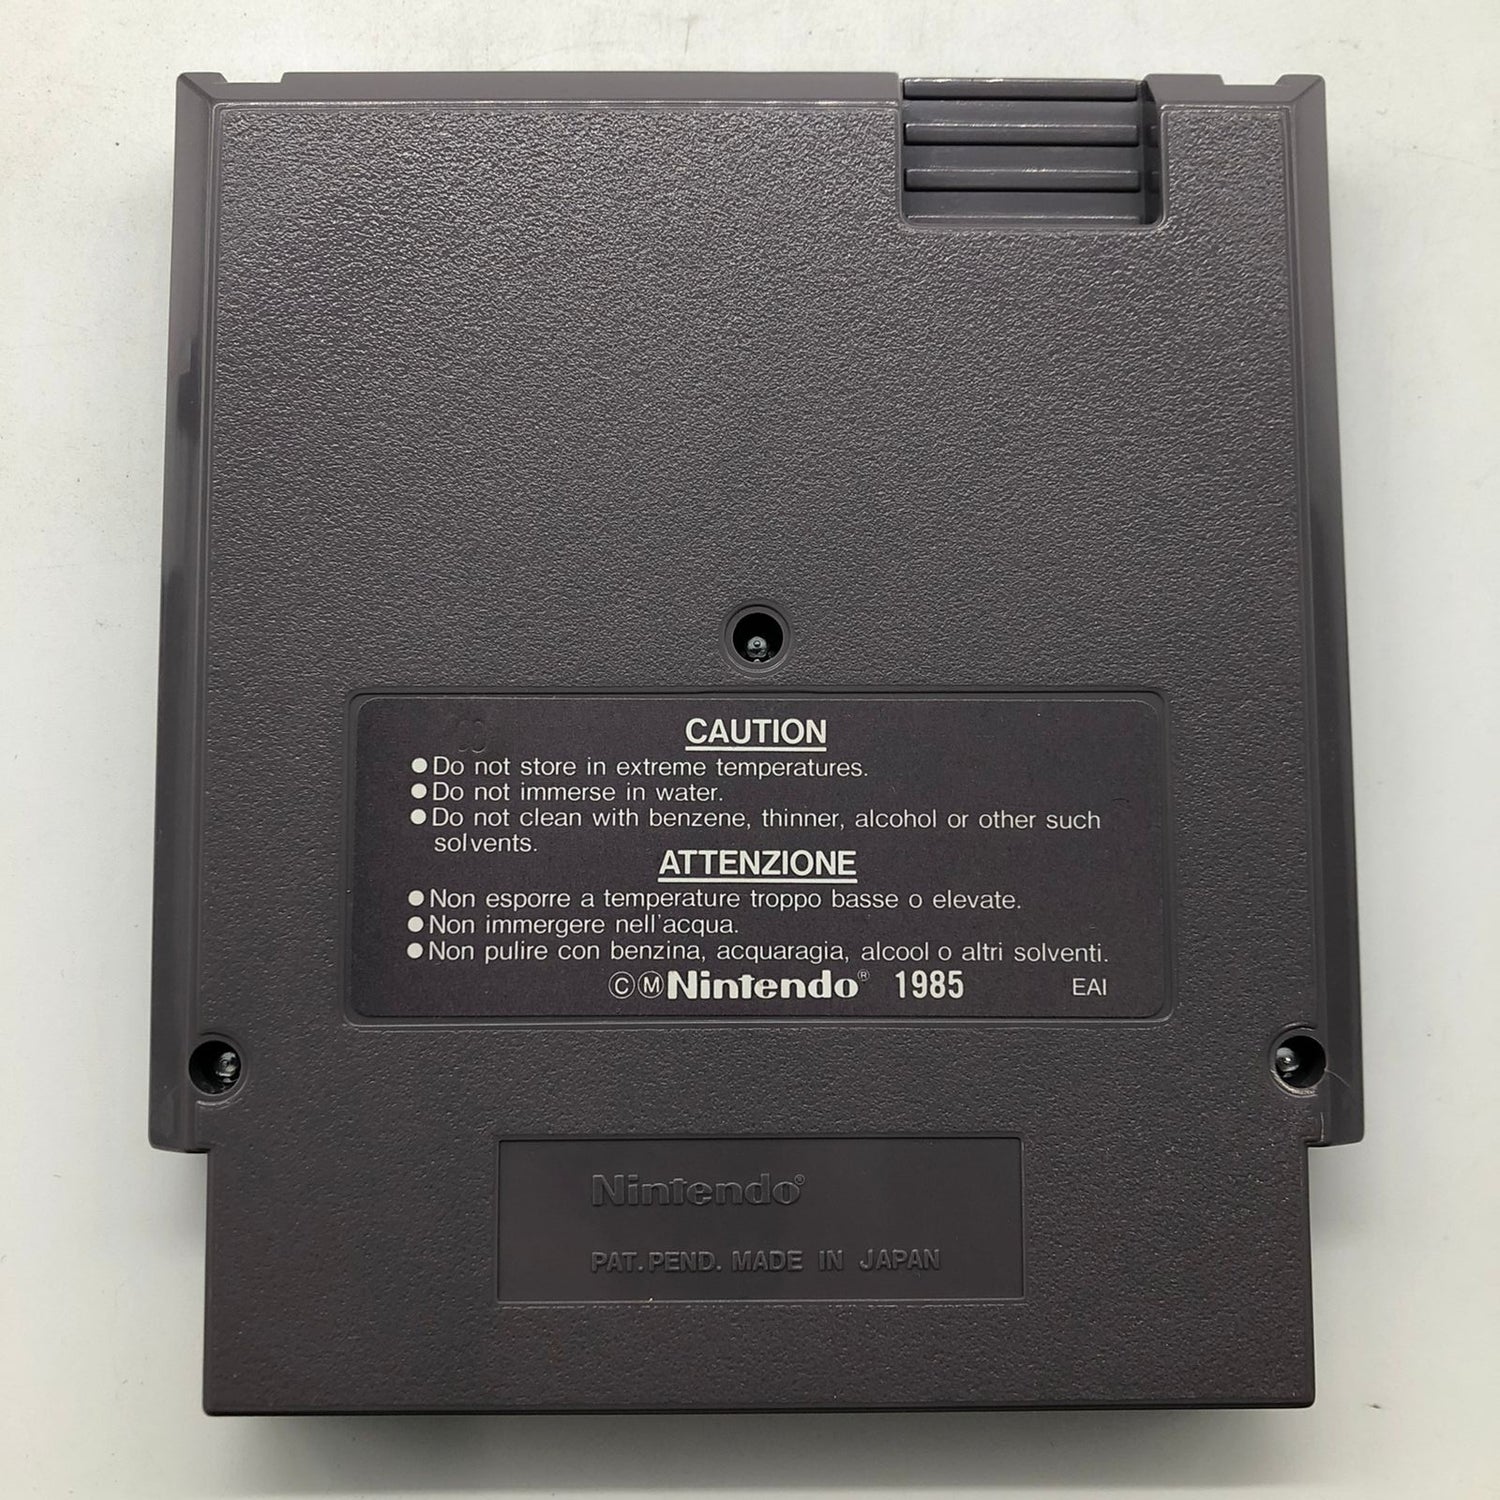 CAUTION
●Do not store in extreme temperatures.
●Do not immerse in water.
●Do not clean with benzene, thinner, alcohol or other such
solvents.
ATTENZIONE
●Non esporre a temperature troppo basse o elevate.
●Non immergere nell'acqua.
●Non pulire con benzina, acquaragia, alcool o altri solventi.
ⒸⓂNintendo® 1985 EAI
Nintendo®
PAT. PEND. MADE IN JAPAN